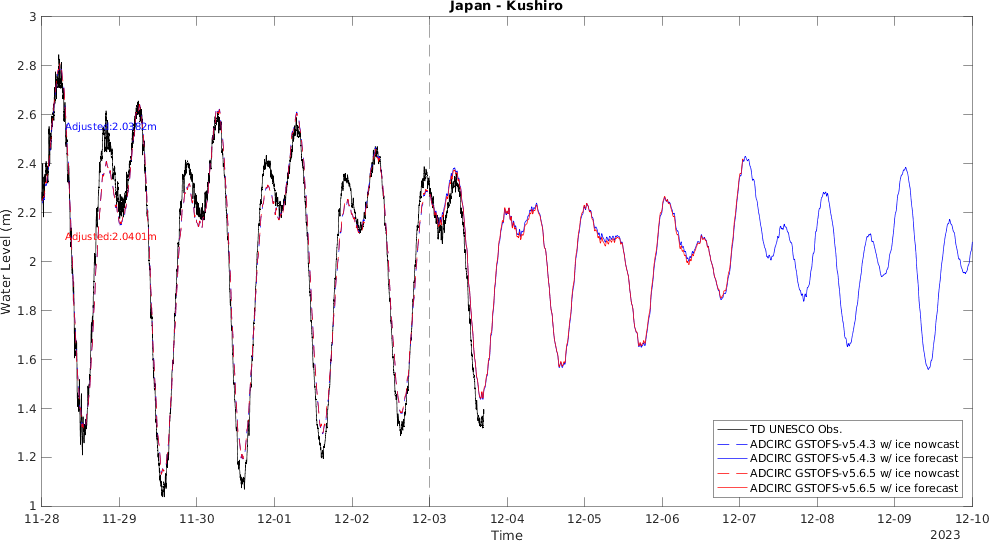 Japan - Kushiro
3
2.8
2.6
2.4
2.2
2
1.8
1.6
1.4
1.2
1
Water Level (m)
Adjusted:2.0382m
Adjusted:2.0401m
TD UNESCO Obs.
ADCIRC GSTOFS-v5.4.3 w/ ice nowcast
ADCIRC GSTOFS-v5.4.3 w/ ice forecast
ADCIRC GSTOFS-v5.6.5 w/ ice nowcast
ADCIRC GSTOFS-v5.6.5 w/ ice forecast
11-28 11-29 11-30 12-01 12-02 12-03 12-04 12-05 12-06 12-07 12-08 12-09 12-10
Time
2023